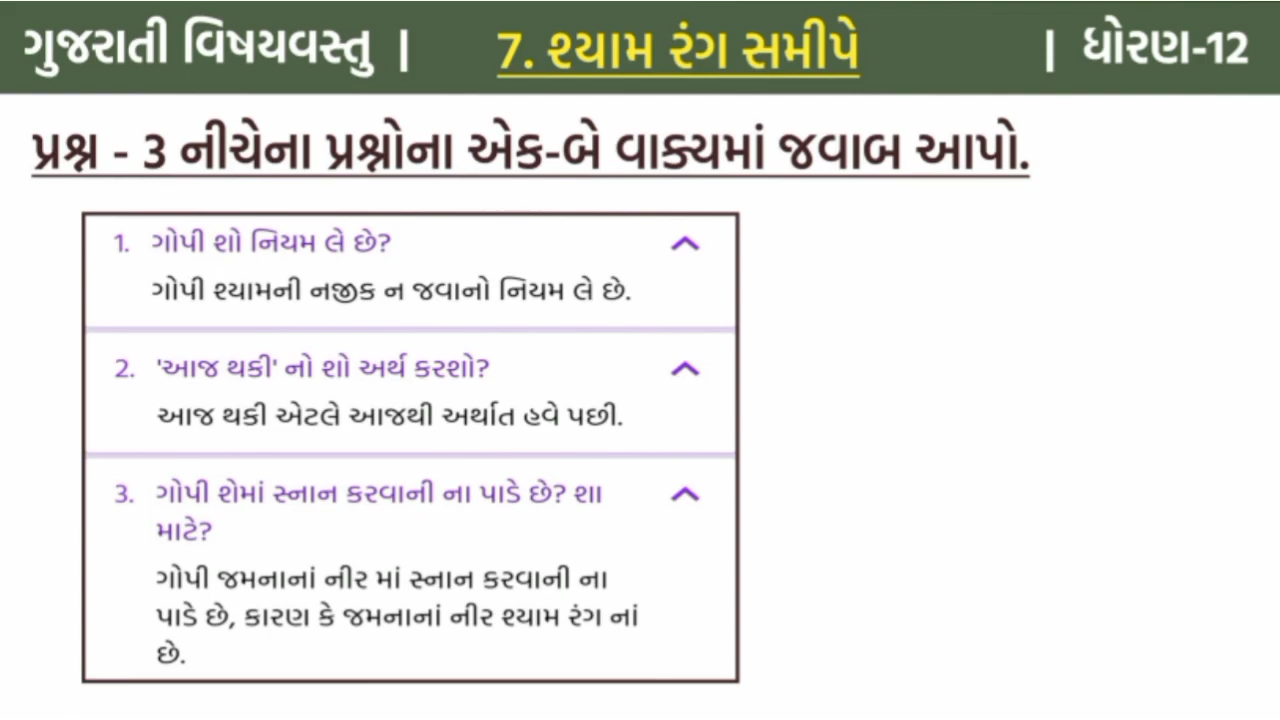 ગુજરાતી વિષયવસ્તુ | 7. શ્યામ રંગ સમીપે | ધોરણ-12
પ્રશ્ન - 3 નીચેના પ્રશ્નોના એક-બે વાક્યમાં જવાબ આપો.
1. ગોપી શો નિયમ લે છે?
ગોપી શ્યામની નજીક ન જવાનો નિયમ લે છે.
2. 'આજ થકી' નો શો અર્થ કરશો?
આજ થકી એટલે આજથી અર્થાત હવે પછી.
3. ગોપી શેમાં સ્નાન કરવાની ના પાડે છે? શા
માટે?
ગોપી જમનાનાં નીર માં સ્નાન કરવાની ના
પાડે છે, કારણ કે જમનાનાં નીર શ્યામ રંગ નાં
છે.